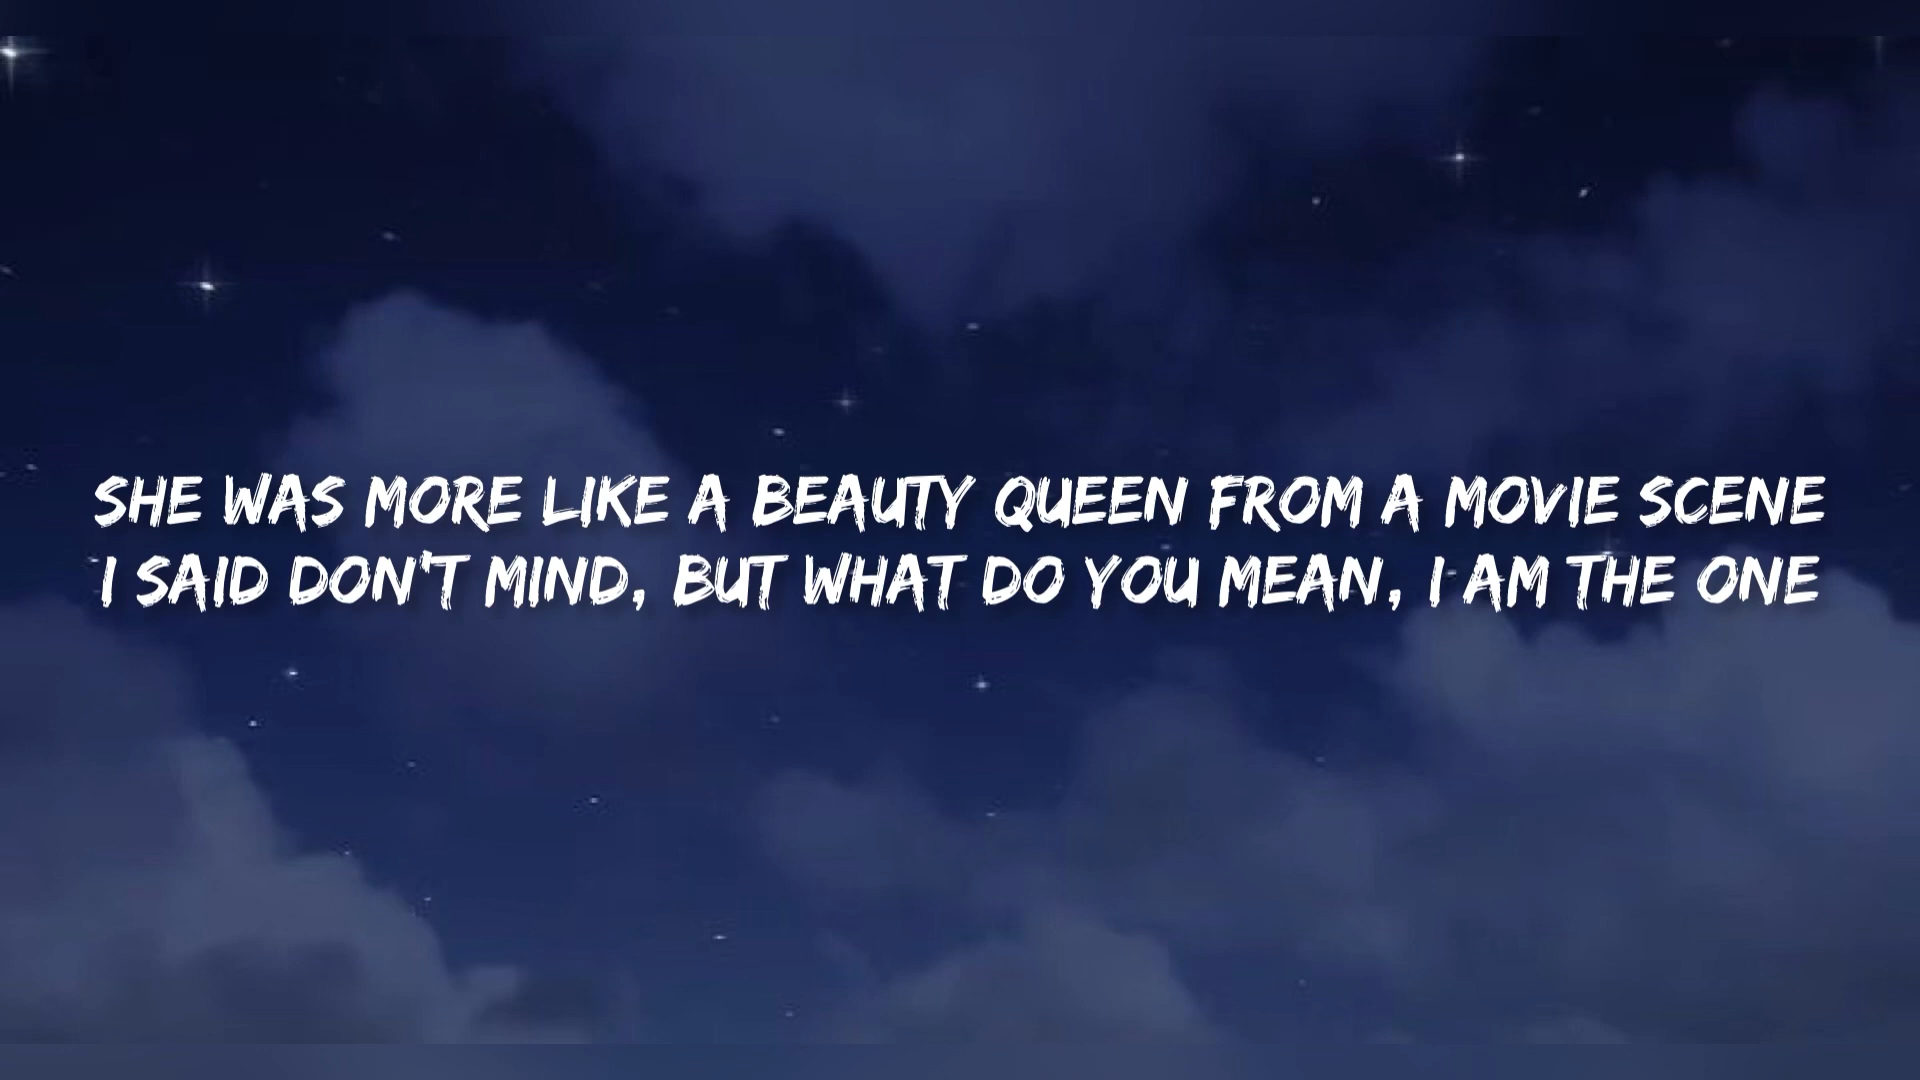 SHE WAS MORE LIKE A BEAUTY QUEEN FROM A MOVIE SCENE
I SAID DON'T MIND, BUT WHAT DO YOU MEAN, I AM THE ONE